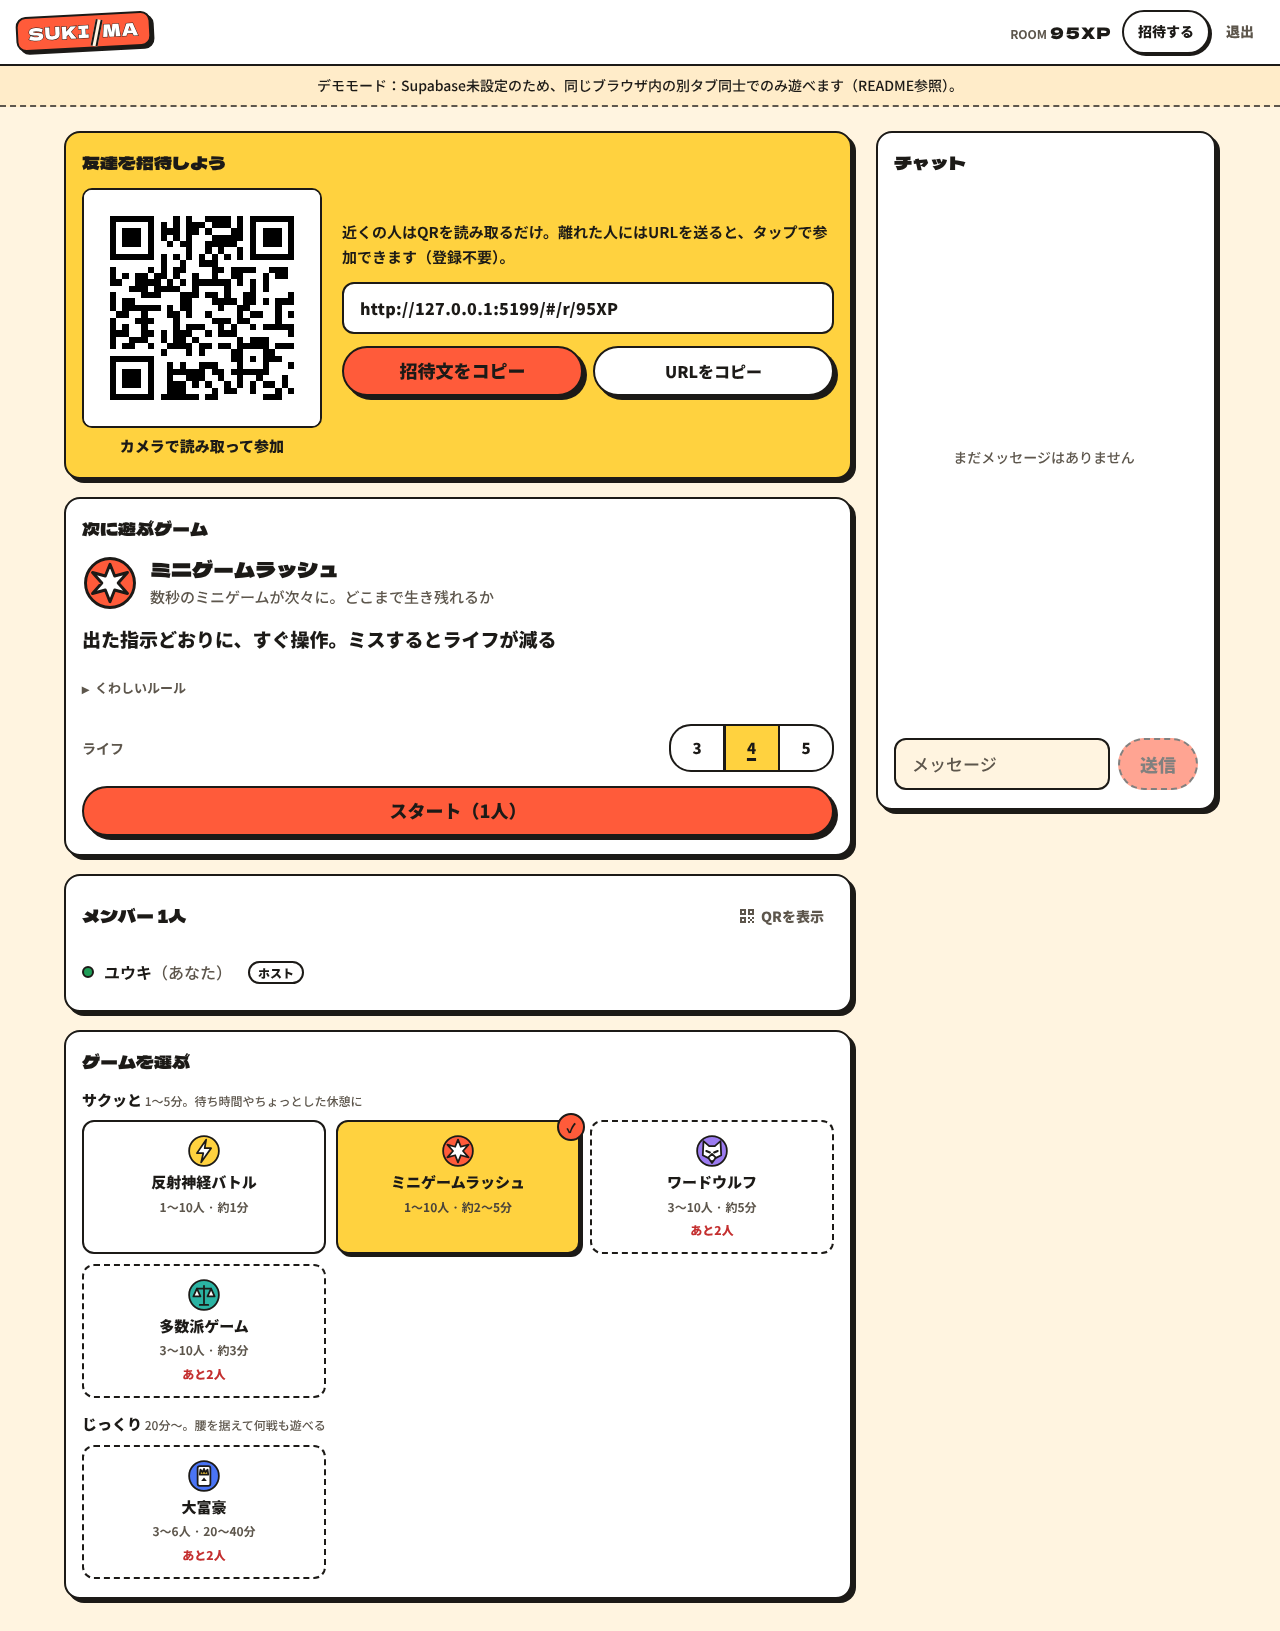 SUKI/MA
ROOM 95XP 招待する 退出
デモモード：Supabase未設定のため、同じブラウザ内の別タブ同士でのみ遊べます（README参照）。
友達を招待しよう
近くの人はQRを読み取るだけ。離れた人にはURLを送ると、タップで参
加できます（登録不要）。
http://127.0.0.1:5199/#/r/95XP
招待文をコピー URLをコピー
カメラで読み取って参加
次に遊ぶゲーム
ミニゲームラッシュ
数秒のミニゲームが次々に。どこまで生き残れるか
出た指示どおりに、すぐ操作。ミスするとライフが減る
▶ くわしいルール
ライフ 3 4 5
スタート（1人）
メンバー 1人 QRを表示
ユウキ（あなた） ホスト
ゲームを選ぶ
サクッと 1〜5分。待ち時間やちょっとした休憩に
反射神経バトル
1〜10人 · 約1分
✓
ミニゲームラッシュ
1〜10人 · 約2〜5分
ワードウルフ
3〜10人 · 約5分
あと2人
多数派ゲーム
3〜10人 · 約3分
あと2人
じっくり 20分〜。腰を据えて何戦も遊べる
大富豪
3〜6人 · 20〜40分
あと2人
チャット
まだメッセージはありません
メッセージ 送信